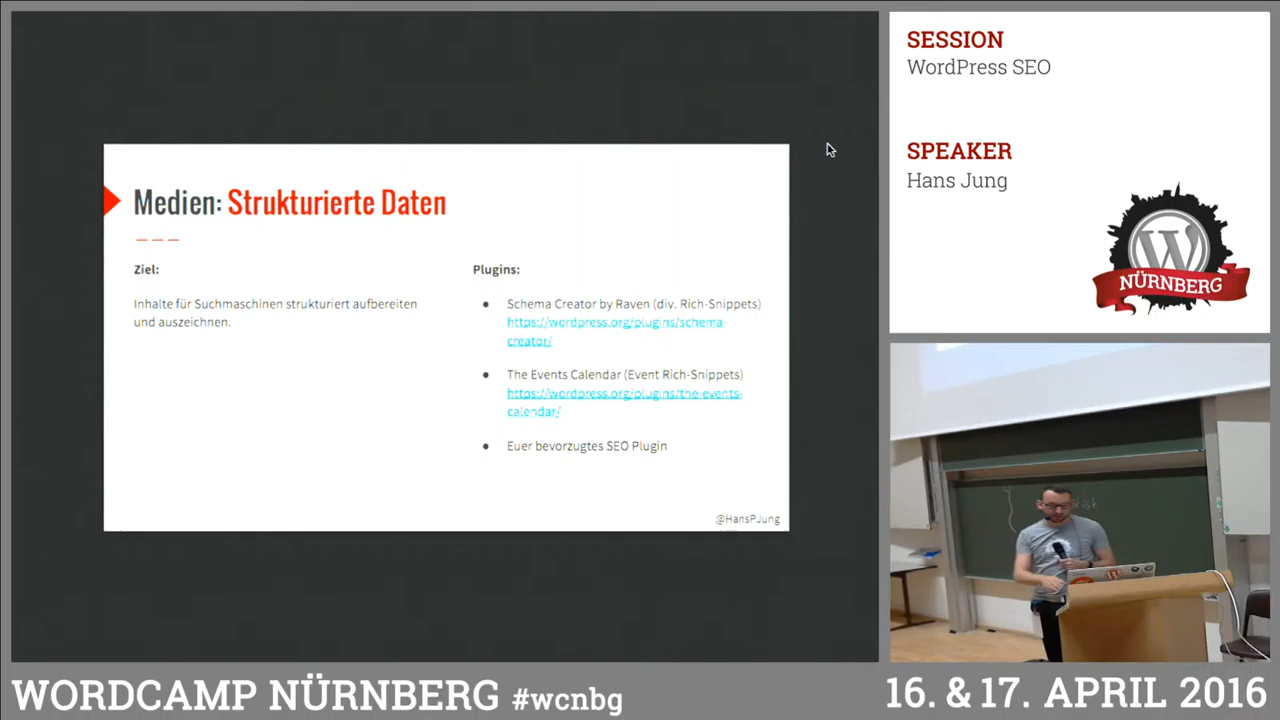 Medien: Strukturierte Daten
Ziel:
Inhalte für Suchmaschinen strukturiert aufbereiten
und auszeichnen.
Plugins:
● Schema Creator by Raven (div. Rich-Snippets)
https://wordpress.org/plugins/schema-
creator/
● The Events Calendar (Event Rich-Snippets)
https://wordpress.org/plugins/the-events-
calendar/
● Euer bevorzugtes SEO Plugin
@HansPJung
SESSION
WordPress SEO
SPEAKER
Hans Jung
W
NÜRNBERG
WORDCAMP NÜRNBERG #wcnbg
16. & 17. APRIL 2016